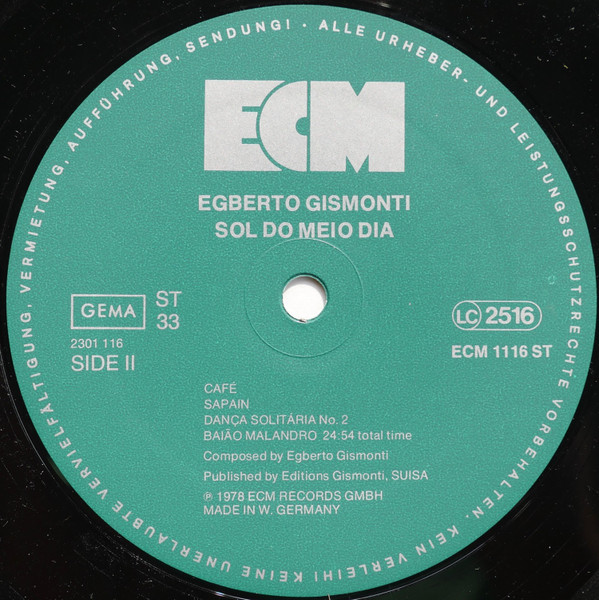 ALLE URHEBER- UND LEISTUNGSSCHUTZRECHTE VORBEHALTEN. KEIN VERLEIH! KEINE UNERLAUBTE VERVIELFÄLTIGUNG, VERMIETUNG, AUFFÜHRUNG, SENDUNG! ·
ECM
EGBERTO GISMONTI
SOL DO MEIO DIA
GEMA
ST
33
2301 116
SIDE II
LC 2516
ECM 1116 ST
CAFÉ
SAPAIN
DANÇA SOLITÁRIA No. 2
BAIÃO MALANDRO 24:54 total time
Composed by Egberto Gismonti
Published by Editions Gismonti, SUISA
℗ 1978 ECM RECORDS GMBH
MADE IN W. GERMANY